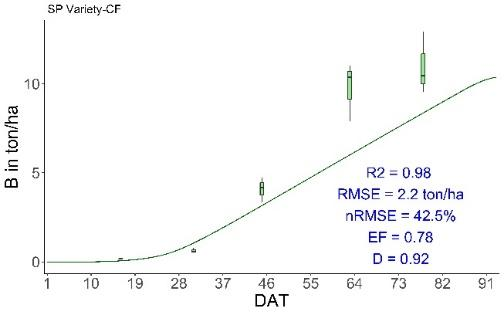 SP Variety-CF
B in ton/ha
10
5
0
R2 = 0.98
RMSE = 2.2 ton/ha
nRMSE = 42.5%
EF = 0.78
D = 0.92
1 10 19 28 37 46 55 64 73 82 91
DAT